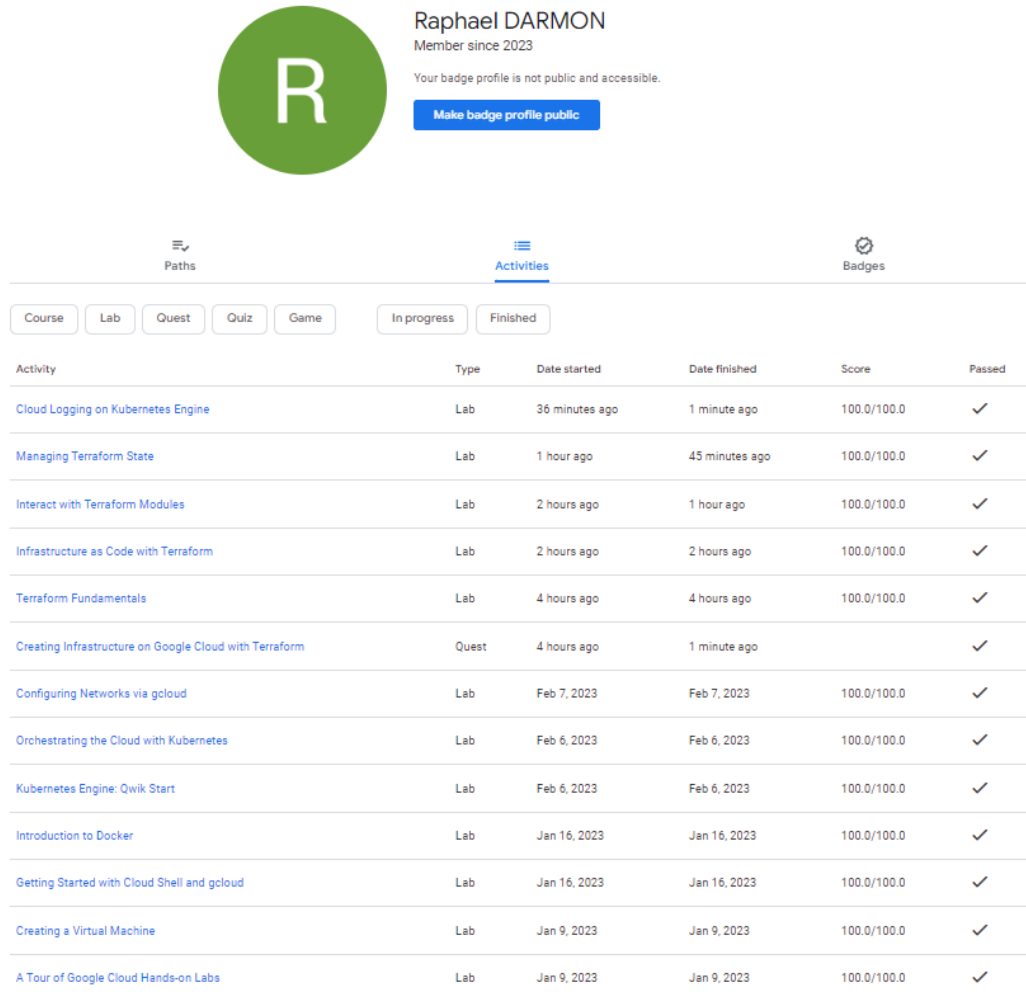 R
Raphael DARMON
Member since 2023
Your badge profile is not public and accessible.
Make badge profile public
Paths Activities Badges
Course Lab Quest Quiz Game In progress Finished
Activity Type Date started Date finished Score Passed
Cloud Logging on Kubernetes Engine Lab 36 minutes ago 1 minute ago 100.0/100.0
Managing Terraform State Lab 1 hour ago 45 minutes ago 100.0/100.0
Interact with Terraform Modules Lab 2 hours ago 1 hour ago 100.0/100.0
Infrastructure as Code with Terraform Lab 2 hours ago 2 hours ago 100.0/100.0
Terraform Fundamentals Lab 4 hours ago 4 hours ago 100.0/100.0
Creating Infrastructure on Google Cloud with Terraform Quest 4 hours ago 1 minute ago
Configuring Networks via gcloud Lab Feb 7, 2023 Feb 7, 2023 100.0/100.0
Orchestrating the Cloud with Kubernetes Lab Feb 6, 2023 Feb 6, 2023 100.0/100.0
Kubernetes Engine: Qwik Start Lab Feb 6, 2023 Feb 6, 2023 100.0/100.0
Introduction to Docker Lab Jan 16, 2023 Jan 16, 2023 100.0/100.0
Getting Started with Cloud Shell and gcloud Lab Jan 16, 2023 Jan 16, 2023 100.0/100.0
Creating a Virtual Machine Lab Jan 9, 2023 Jan 9, 2023 100.0/100.0
A Tour of Google Cloud Hands-on Labs Lab Jan 9, 2023 Jan 9, 2023 100.0/100.0